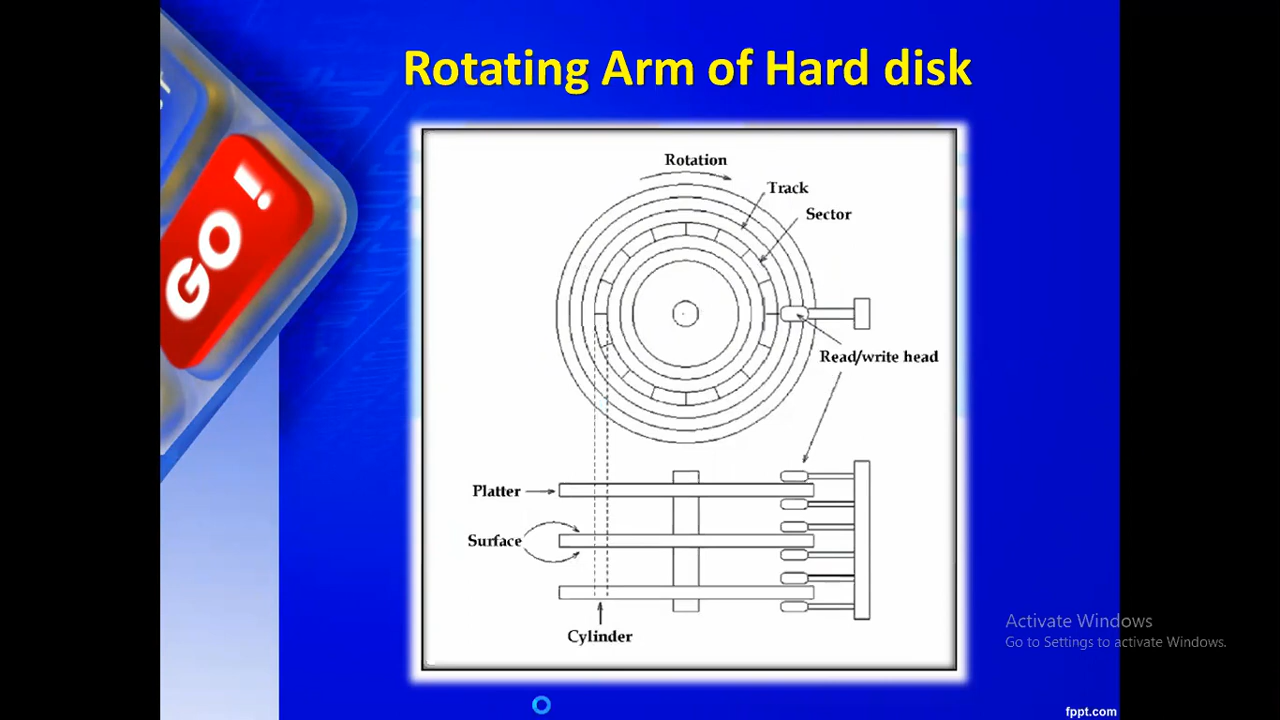 Rotating Arm of Hard disk
GO!
Rotation
Track
Sector
Read/write head
Platter
Surface
Cylinder
Activate Windows
Go to Settings to activate Windows.
fppt.com